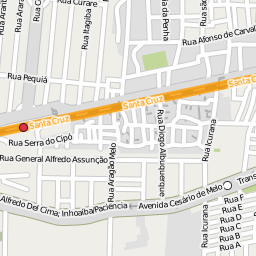 Rua Curare
Rua Itagiba
da Penha
Rua Afonso de Carval
Rua Pequiá
Santa Cruz
Santa Cruz
Rua Serra do Cipó
Rua General Alfredo Assunção
Rua Aragão Melo
Rua Diogo Albuquerque
Rua Icurana
Alfredo Del Cima; Inhoaíba/Paciência
Avenida Cesário de Melo
Trans
Rua Icurana
Rua F
Rua E
Rua D
Rua C
Rua B
Rua A